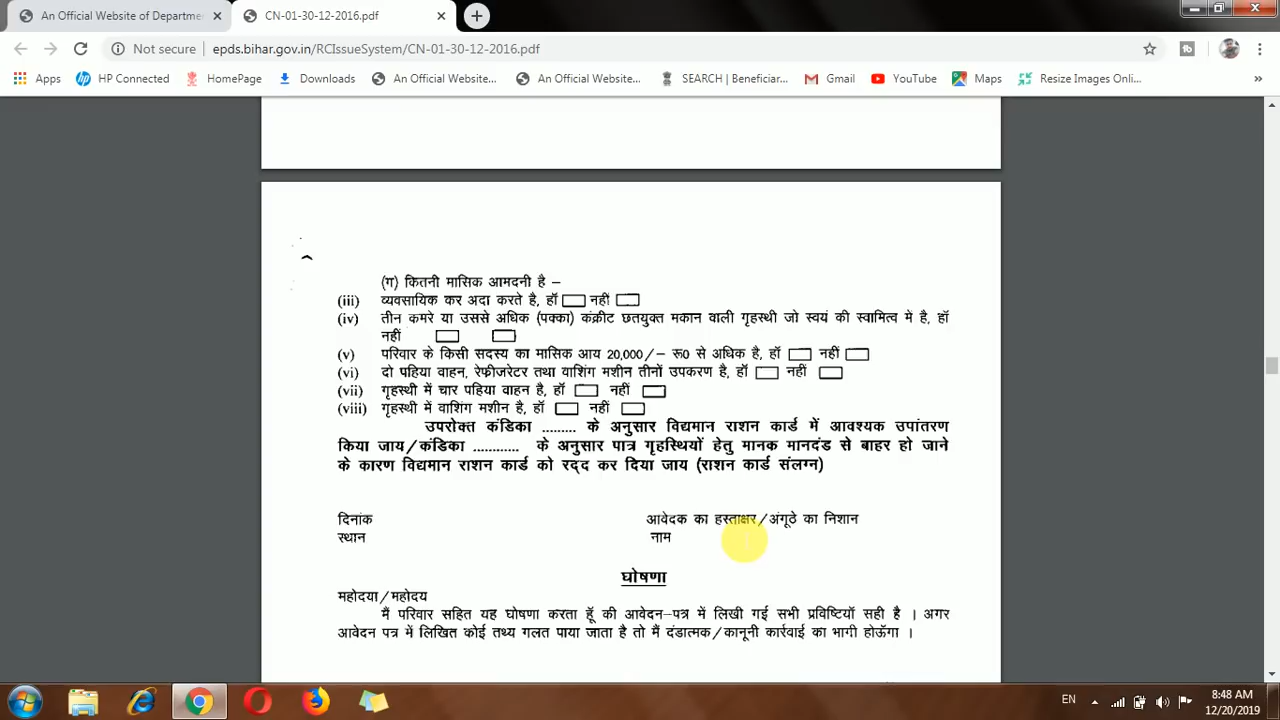 An Official Website of Departme
CN-01-30-12-2016.pdf
Not secure
epds.bihar.gov.in/RCIssueSystem/CN-01-30-12-2016.pdf
Apps
HP Connected
HomePage
Downloads
An Official Website...
An Official Website...
SEARCH | Beneficiar...
Gmail
YouTube
Maps
Resize Images Onli...
»
(ग) कितनी मासिक आमदनी है –
(iii) व्यवसायिक कर अदा करते है, हॉ नहीं
(iv) तीन कमरे या उससे अधिक (पक्का) कंक्रीट छतयुक्त मकान वाली गृहस्थी जो स्वयं की स्वामित्व में है, हॉ
नहीं
(v) परिवार के किसी सदस्य का मासिक आय 20,000/– रू0 से अधिक है, हॉ नहीं
(vi) दो पहिया वाहन, रेफ्रीजरेटर तथा वाशिंग मशीन तीनों उपकरण है, हॉ नहीं
(vii) गृहस्थी में चार पहिया वाहन है, हॉ नहीं
(viii) गृहस्थी में वाशिंग मशीन है, हॉ नहीं
उपरोक्त कंडिका ......... के अनुसार विद्यमान राशन कार्ड में आवश्यक उपांतरण
किया जाय/कंडिका ............ के अनुसार पात्र गृहस्थियों हेतु मानक मानदंड से बाहर हो जाने
के कारण विद्यमान राशन कार्ड को रद्द कर दिया जाय (राशन कार्ड संलग्न)
दिनांक आवेदक का हस्ताक्षर/अंगूठे का निशान
स्थान नाम
घोषणा
महोदया/महोदय
मैं परिवार सहित यह घोषणा करता हूँ की आवेदन–पत्र में लिखी गई सभी प्रविष्टियॉ सही है । अगर
आवेदन पत्र में लिखित कोई तथ्य गलत पाया जाता है तो मैं दंडात्मक/कानूनी कार्रवाई का भागी होऊँगा ।
EN
8:48 AM
12/20/2019